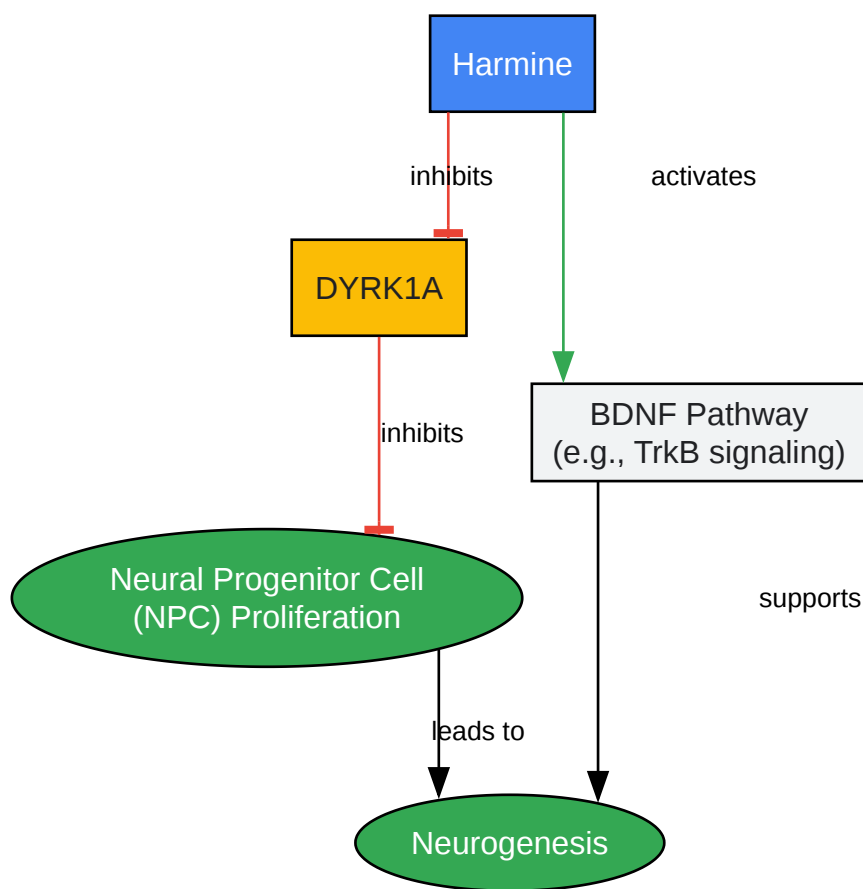 Harmine
inhibits
activates
DYRK1A
BDNF Pathway
(e.g., TrkB signaling)
inhibits
Neural Progenitor Cell
(NPC) Proliferation
supports
leads to
Neurogenesis